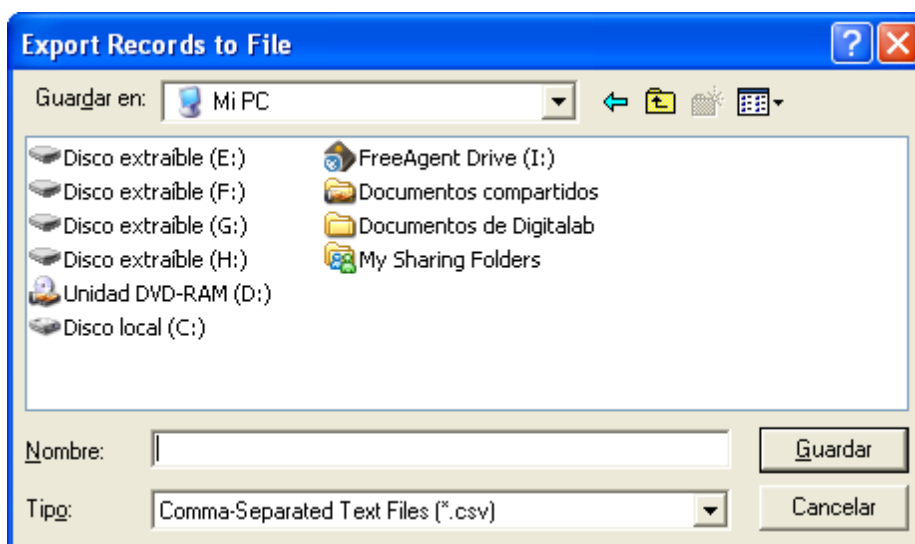 Export Records to File
Guardar en: Mi PC
Disco extraíble (E:)
Disco extraíble (F:)
Disco extraíble (G:)
Disco extraíble (H:)
Unidad DVD-RAM (D:)
Disco local (C:)
FreeAgent Drive (I:)
Documentos compartidos
Documentos de Digitalab
My Sharing Folders
Nombre:
Guardar
Tipo: Comma-Separated Text Files (*.csv)
Cancelar